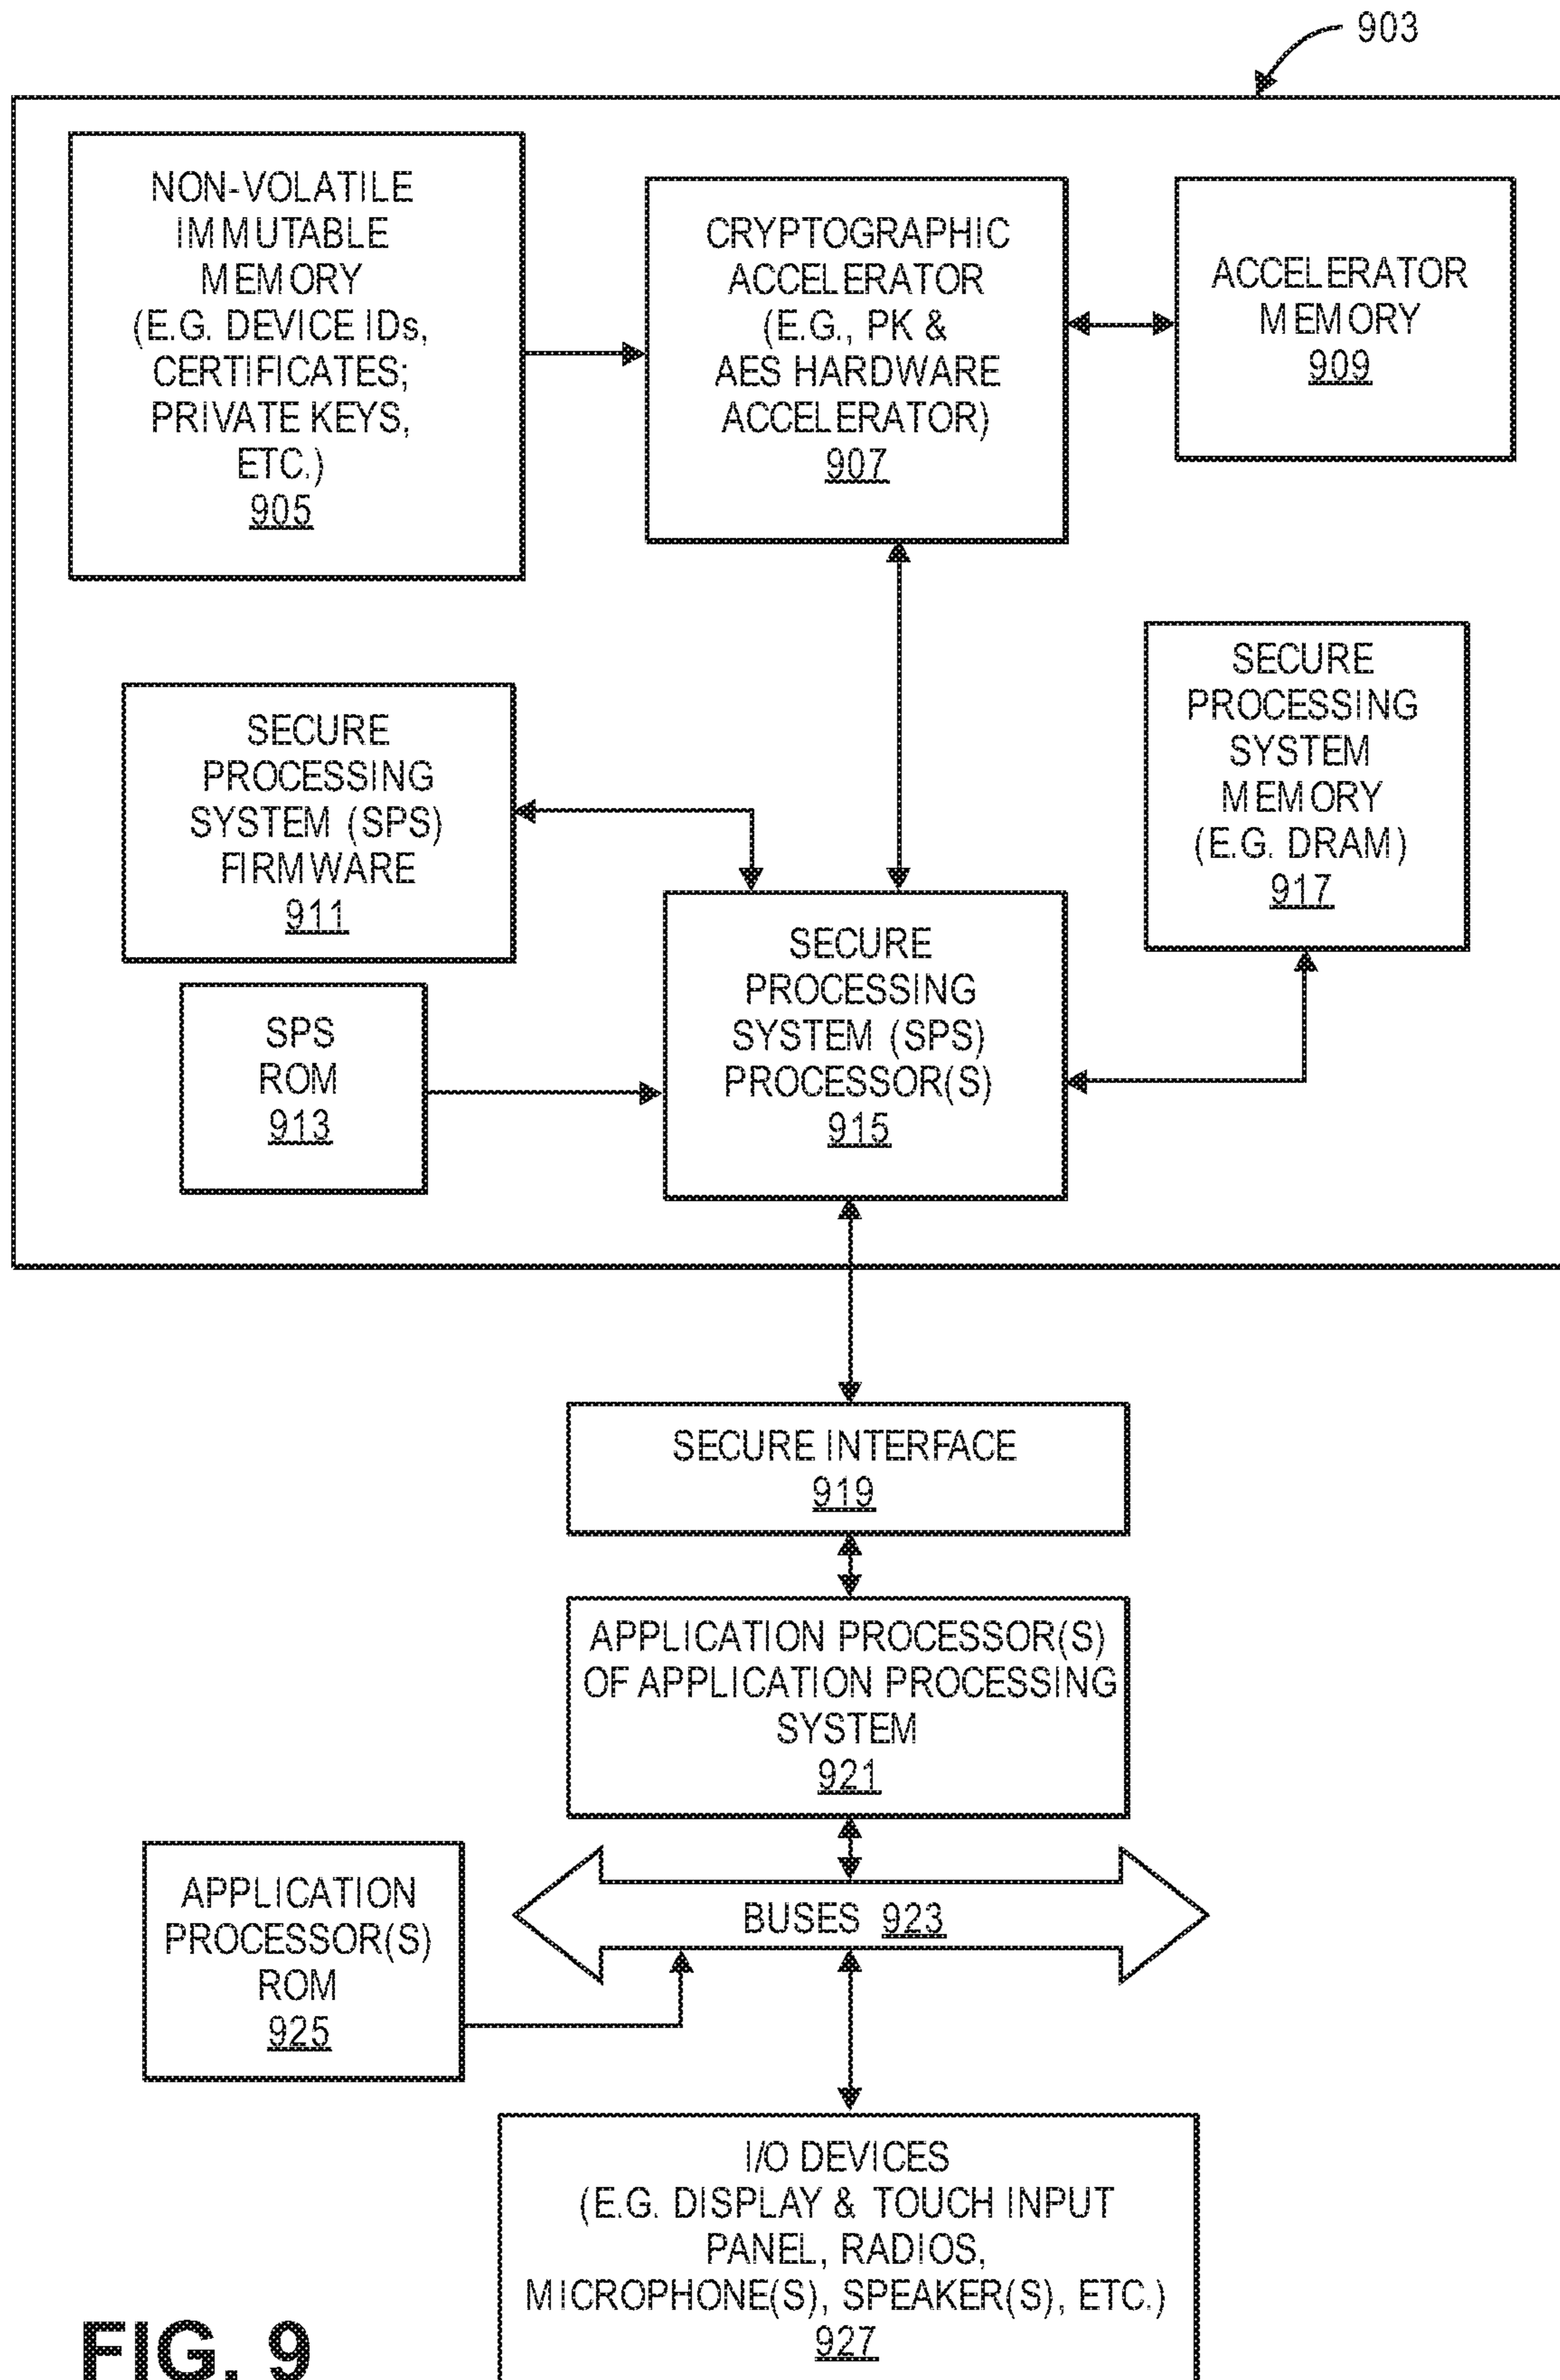 903
NON-VOLATILE
IMMUTABLE
MEMORY
(E.G. DEVICE IDs,
CERTIFICATES;
PRIVATE KEYS,
ETC.)
905
CRYPTOGRAPHIC
ACCELERATOR
(E.G., PK &
AES HARDWARE
ACCELERATOR)
907
ACCELERATOR
MEMORY
909
SECURE
PROCESSING
SYSTEM (SPS)
FIRMWARE
911
SECURE
PROCESSING
SYSTEM
MEMORY
(E.G. DRAM)
917
SPS
ROM
913
SECURE
PROCESSING
SYSTEM (SPS)
PROCESSOR(S)
915
SECURE INTERFACE
919
APPLICATION PROCESSOR(S)
OF APPLICATION PROCESSING
SYSTEM
921
APPLICATION
PROCESSOR(S)
ROM
925
BUSES 923
I/O DEVICES
(E.G. DISPLAY & TOUCH INPUT
PANEL, RADIOS,
MICROPHONE(S), SPEAKER(S), ETC.)
927
FIG. 9